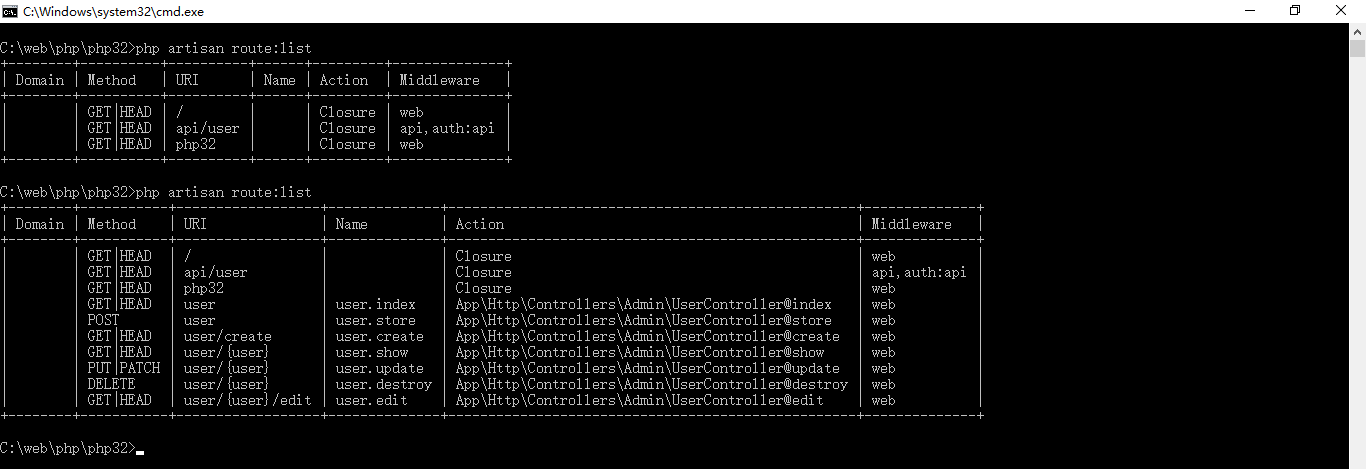 C:\Windows\system32\cmd.exe
C:\web\php\php32>php artisan route:list
+--------+----------+----------+------+---------+--------------+
| Domain | Method   | URI      | Name | Action  | Middleware   |
+--------+----------+----------+------+---------+--------------+
|        | GET|HEAD | /        |      | Closure | web          |
|        | GET|HEAD | api/user |      | Closure | api,auth:api |
|        | GET|HEAD | php32    |      | Closure | web          |
+--------+----------+----------+------+---------+--------------+
C:\web\php\php32>php artisan route:list
+--------+-----------+------------------+--------------+---------------------------------------------------+--------------+
| Domain | Method    | URI              | Name         | Action                                            | Middleware   |
+--------+-----------+------------------+--------------+---------------------------------------------------+--------------+
|        | GET|HEAD  | /                |              | Closure                                           | web          |
|        | GET|HEAD  | api/user         |              | Closure                                           | api,auth:api |
|        | GET|HEAD  | php32            |              | Closure                                           | web          |
|        | GET|HEAD  | user             | user.index   | App\Http\Controllers\Admin\UserController@index   | web          |
|        | POST      | user             | user.store   | App\Http\Controllers\Admin\UserController@store   | web          |
|        | GET|HEAD  | user/create      | user.create  | App\Http\Controllers\Admin\UserController@create  | web          |
|        | GET|HEAD  | user/{user}      | user.show    | App\Http\Controllers\Admin\UserController@show    | web          |
|        | PUT|PATCH | user/{user}      | user.update  | App\Http\Controllers\Admin\UserController@update  | web          |
|        | DELETE    | user/{user}      | user.destroy | App\Http\Controllers\Admin\UserController@destroy | web          |
|        | GET|HEAD  | user/{user}/edit | user.edit    | App\Http\Controllers\Admin\UserController@edit    | web          |
+--------+-----------+------------------+--------------+---------------------------------------------------+--------------+
C:\web\php\php32>